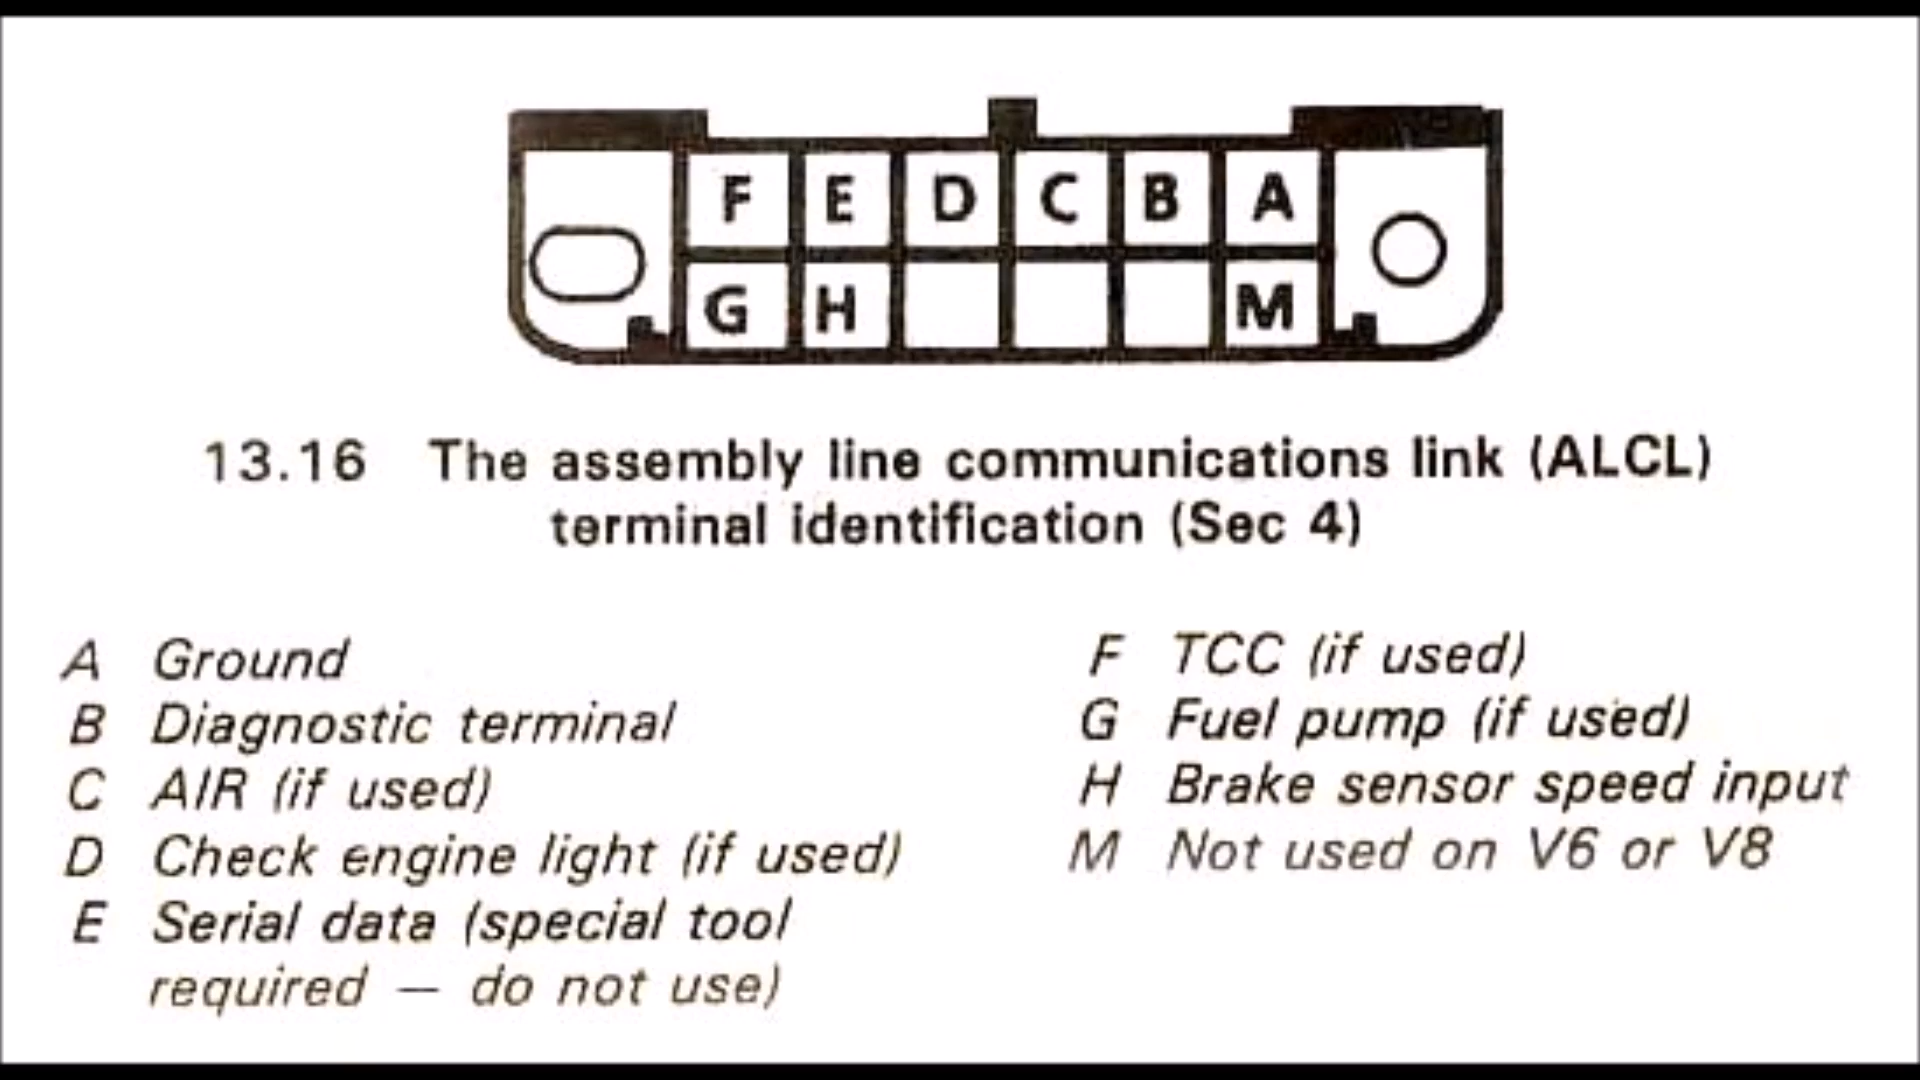 F E D C B A
G H M
13.16 The assembly line communications link (ALCL)
terminal identification (Sec 4)
A Ground
B Diagnostic terminal
C AIR (if used)
D Check engine light (if used)
E Serial data (special tool
required — do not use)
F TCC (if used)
G Fuel pump (if used)
H Brake sensor speed input
M Not used on V6 or V8